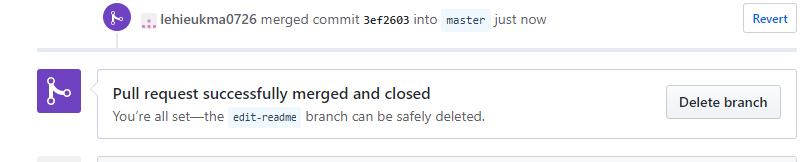 lehieukma0726 merged commit 3ef2603 into master just now
Revert
Pull request successfully merged and closed
You're all set—the edit-readme branch can be safely deleted.
Delete branch